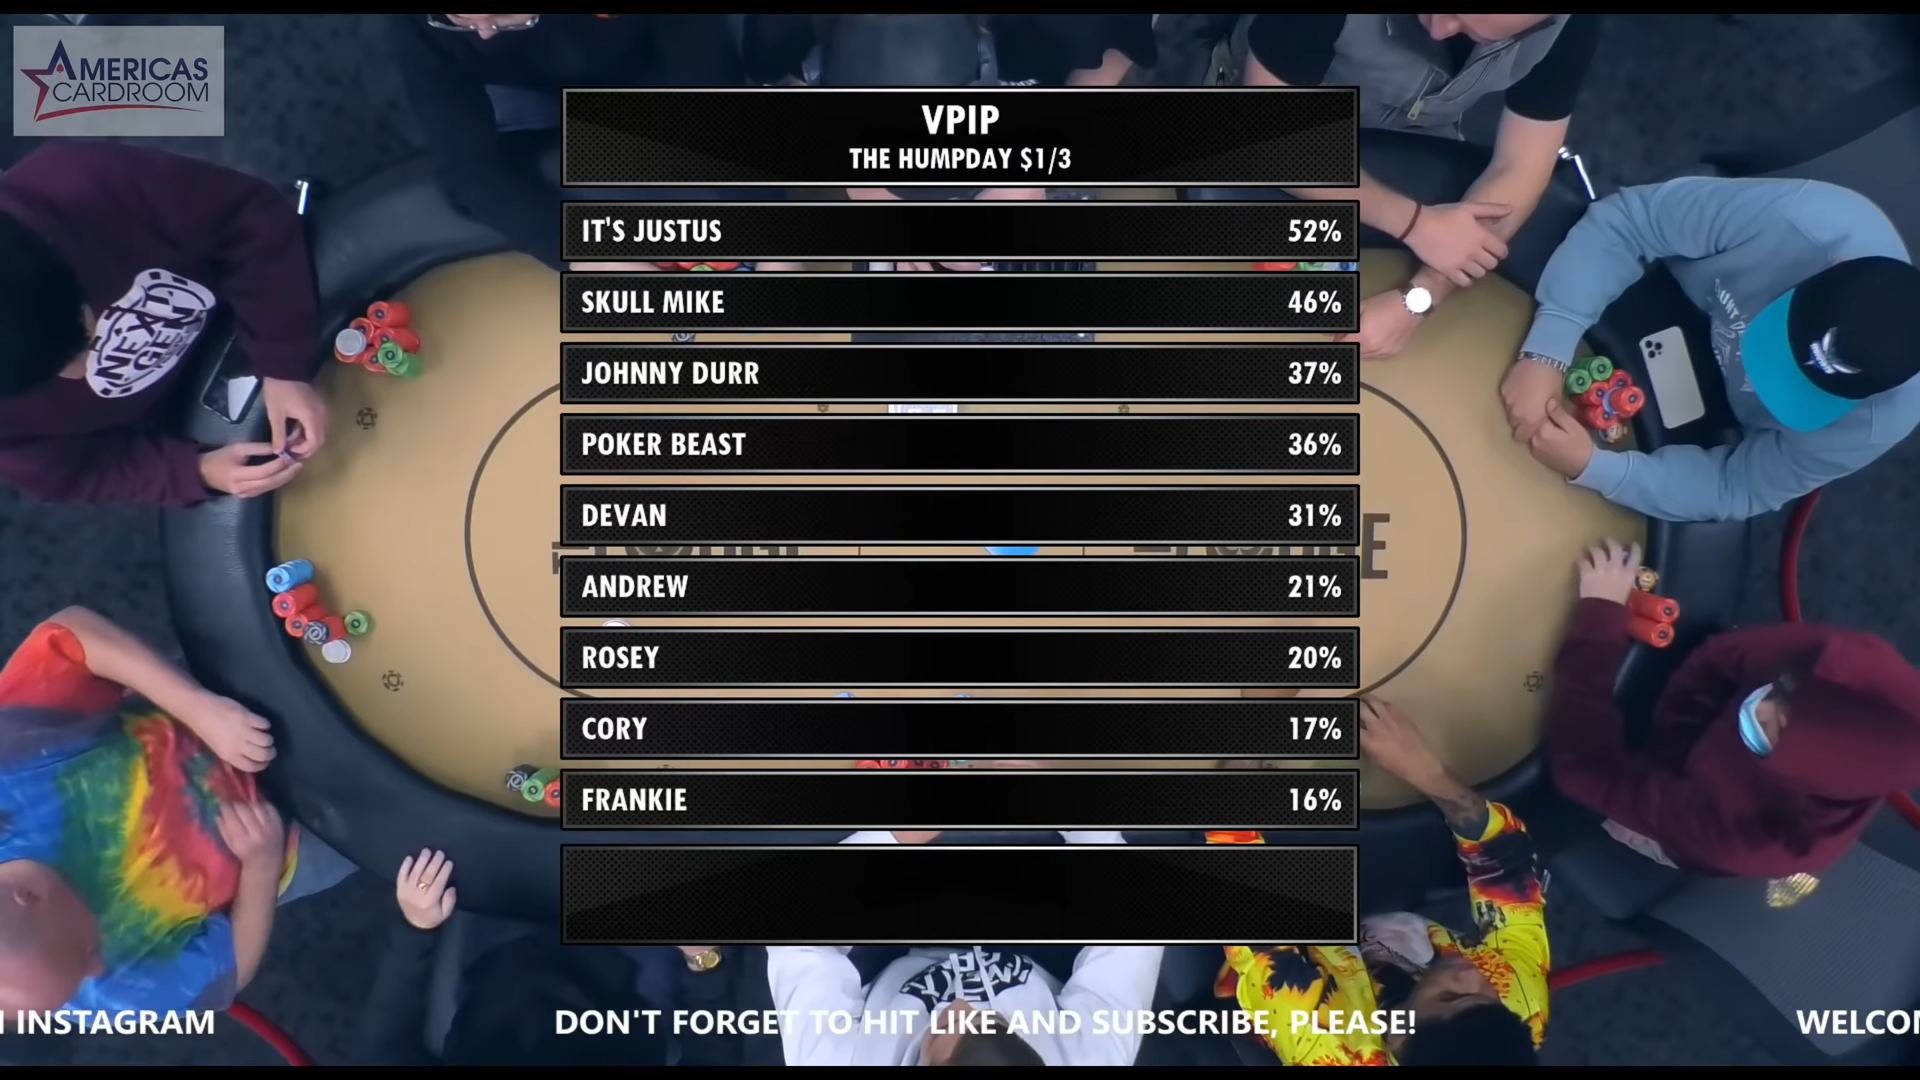 AMERICAS
CARDROOM
VPIP
THE HUMPDAY $1/3
IT'S JUSTUS 52%
SKULL MIKE 46%
JOHNNY DURR 37%
POKER BEAST 36%
DEVAN 31%
ANDREW 21%
ROSEY 20%
CORY 17%
FRANKIE 16%
NEXT
GEN
INSTAGRAM DON'T FORGET TO HIT LIKE AND SUBSCRIBE, PLEASE!